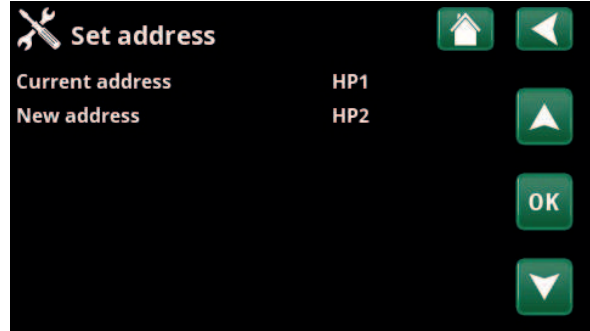 Set address
Current address HP1
New address HP2
OK